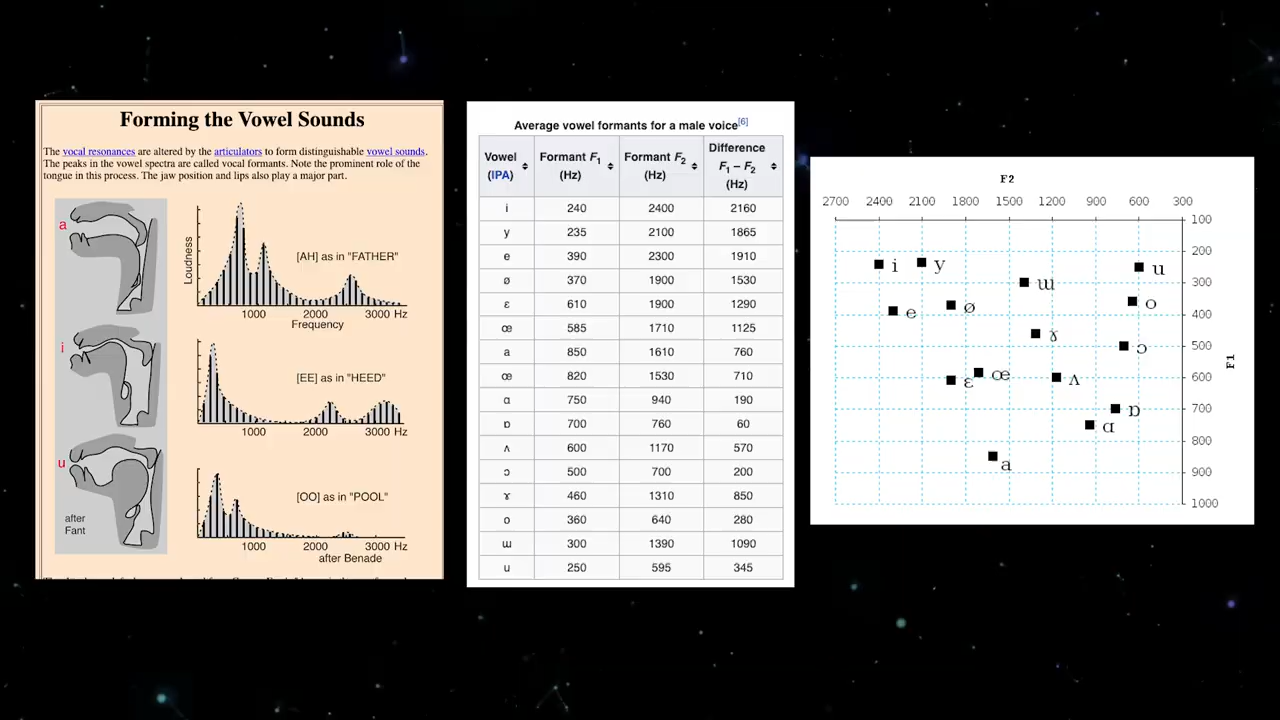 Forming the Vowel Sounds
The vocal resonances are altered by the articulators to form distinguishable vowel sounds.
The peaks in the vowel spectra are called vocal formants. Note the prominent role of the
tongue in this process. The jaw position and lips also play a major part.
a
Loudness
[AH] as in "FATHER"
1000 2000 3000 Hz
Frequency
i
[EE] as in "HEED"
1000 2000 3000 Hz
u
[OO] as in "POOL"
after
Fant
1000 2000 3000 Hz
after Benade
Average vowel formants for a male voice[6]
Vowel (IPA) Formant F1 (Hz) Formant F2 (Hz) Difference F1 – F2 (Hz)
i 240 2400 2160
y 235 2100 1865
e 390 2300 1910
ø 370 1900 1530
ɛ 610 1900 1290
œ 585 1710 1125
a 850 1610 760
œ 820 1530 710
ɑ 750 940 190
ɒ 700 760 60
ʌ 600 1170 570
ɔ 500 700 200
ɤ 460 1310 850
o 360 640 280
ɯ 300 1390 1090
u 250 595 345
F2
2700 2400 2100 1800 1500 1200 900 600 300
100
200
i y u
300
ɯ o
e ø
400
ɤ
500
ɔ
F1
600
ɛ œ ʌ
700
ɒ
ɑ
800
a
900
1000